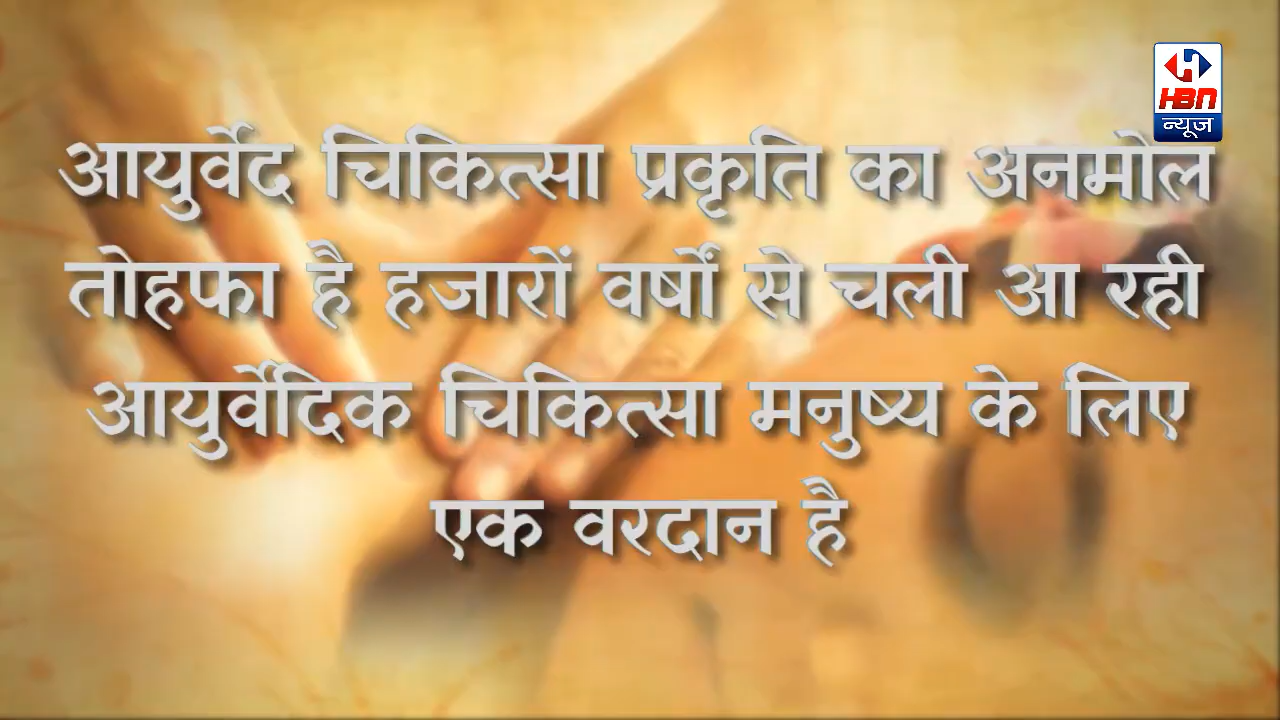 HBN
न्यूज
आयुर्वेद चिकित्सा प्रकृति का अनमोल
तोहफा है हजारों वर्षों से चली आ रही
आयुर्वेदिक चिकित्सा मनुष्य के लिए
एक वरदान है